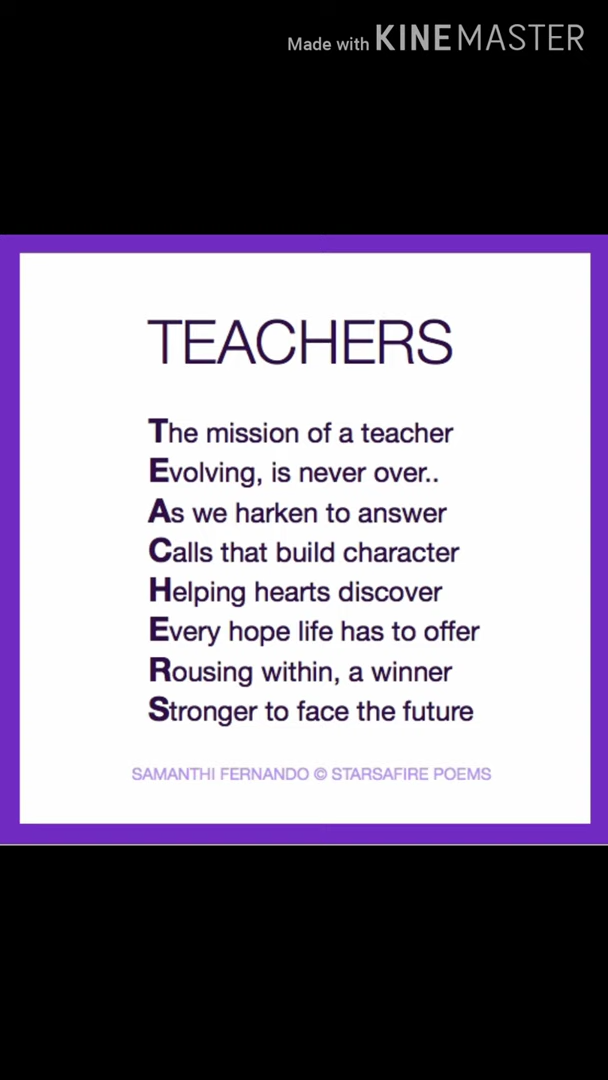 Made with KINEMASTER
TEACHERS
The mission of a teacher
Evolving, is never over..
As we harken to answer
Calls that build character
Helping hearts discover
Every hope life has to offer
Rousing within, a winner
Stronger to face the future
SAMANTHI FERNANDO © STARSAFIRE POEMS